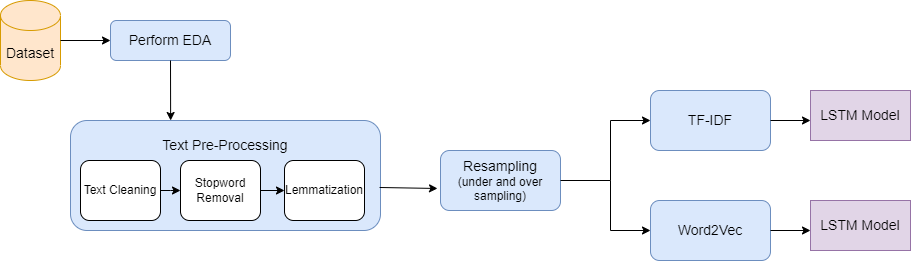 Dataset
Perform EDA
Text Pre-Processing
Text Cleaning
Stopword
Removal
Lemmatization
Resampling
(under and over
sampling)
TF-IDF
LSTM Model
Word2Vec
LSTM Model